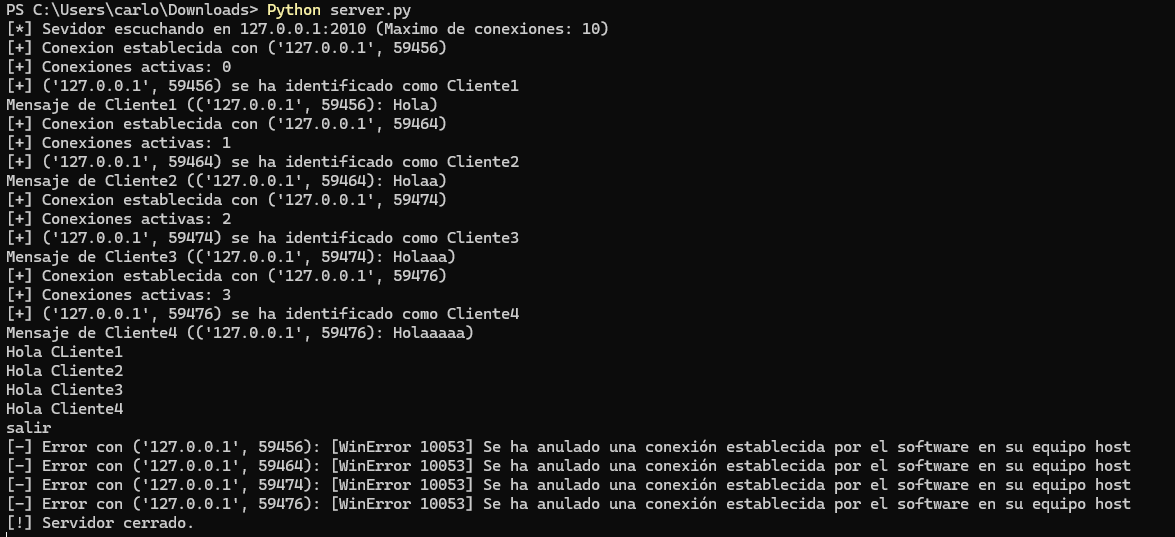 PS C:\Users\carlo\Downloads> Python server.py
[*] Sevidor escuchando en 127.0.0.1:2010 (Maximo de conexiones: 10)
[+] Conexion establecida con ('127.0.0.1', 59456)
[+] Conexiones activas: 0
[+] ('127.0.0.1', 59456) se ha identificado como Cliente1
Mensaje de Cliente1 (('127.0.0.1', 59456): Hola)
[+] Conexion establecida con ('127.0.0.1', 59464)
[+] Conexiones activas: 1
[+] ('127.0.0.1', 59464) se ha identificado como Cliente2
Mensaje de Cliente2 (('127.0.0.1', 59464): Holaa)
[+] Conexion establecida con ('127.0.0.1', 59474)
[+] Conexiones activas: 2
[+] ('127.0.0.1', 59474) se ha identificado como Cliente3
Mensaje de Cliente3 (('127.0.0.1', 59474): Holaaa)
[+] Conexion establecida con ('127.0.0.1', 59476)
[+] Conexiones activas: 3
[+] ('127.0.0.1', 59476) se ha identificado como Cliente4
Mensaje de Cliente4 (('127.0.0.1', 59476): Holaaaaa)
Hola CLiente1
Hola Cliente2
Hola Cliente3
Hola Cliente4
salir
[-] Error con ('127.0.0.1', 59456): [WinError 10053] Se ha anulado una conexión establecida por el software en su equipo host
[-] Error con ('127.0.0.1', 59464): [WinError 10053] Se ha anulado una conexión establecida por el software en su equipo host
[-] Error con ('127.0.0.1', 59474): [WinError 10053] Se ha anulado una conexión establecida por el software en su equipo host
[-] Error con ('127.0.0.1', 59476): [WinError 10053] Se ha anulado una conexión establecida por el software en su equipo host
[!] Servidor cerrado.